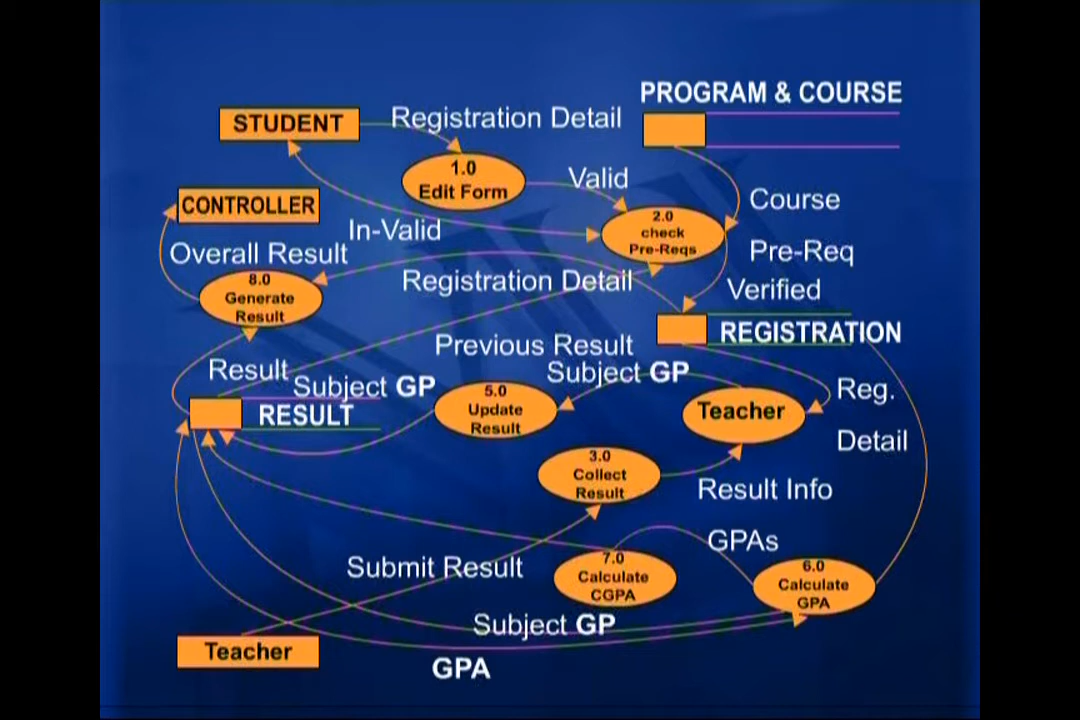 PROGRAM & COURSE
STUDENT
Registration Detail
1.0
Edit Form
Valid
CONTROLLER
Course
2.0
check
Pre-Reqs
In-Valid
Overall Result
Pre-Req
8.0
Generate
Result
Registration Detail
Verified
REGISTRATION
Previous Result
Result
Subject GP
Subject GP
5.0
Update
Result
Reg.
Teacher
RESULT
Detail
3.0
Collect
Result
Result Info
GPAs
Submit Result
7.0
Calculate
CGPA
6.0
Calculate
GPA
Subject GP
Teacher
GPA